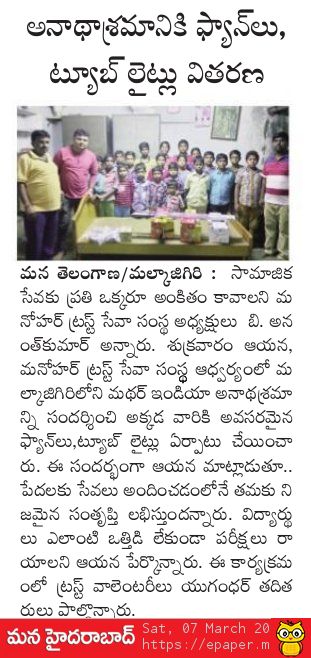 అనాథాశ్రమానికి ఫ్యాన్‌లు,
ట్యూబ్ లైట్లు వితరణ
మన తెలంగాణ/మల్కాజిగిరి : సామాజిక
సేవకు ప్రతి ఒక్కరూ అంకితం కావాలని మ
నోహర్ ట్రస్ట్ సేవా సంస్థ అధ్యక్షులు బి. అన
ంత్‌కుమార్ అన్నారు. శుక్రవారం ఆయన,
మనోహర్ ట్రస్ట్ సేవా సంస్థ ఆధ్వర్యంలో మ
ల్కాజిగిరిలోని మథర్ ఇండియా అనాథాశ్రమా
న్ని సందర్శించి అక్కడ వారికి అవసరమైన
ఫ్యాన్‌లు,ట్యూబ్ లైట్లు ఏర్పాటు చేయించా
రు. ఈ సందర్భంగా ఆయన మాట్లాడుతూ..
పేదలకు సేవలు అందించడంలోనే తమకు ని
జమైన సంతృప్తి లభిస్తుందన్నారు. విద్యార్థు
లు ఎలాంటి ఒత్తిడి లేకుండా పరీక్షలు రా
యాలని ఆయన పేర్కొన్నారు. ఈ కార్యక్రమ
ంలో ట్రస్ట్ వాలెంటరీలు యుగంధర్ తదిత
రులు పాల్గొన్నారు.
మన హైదరాబాద్ Sat, 07 March 20
https://epaper.m